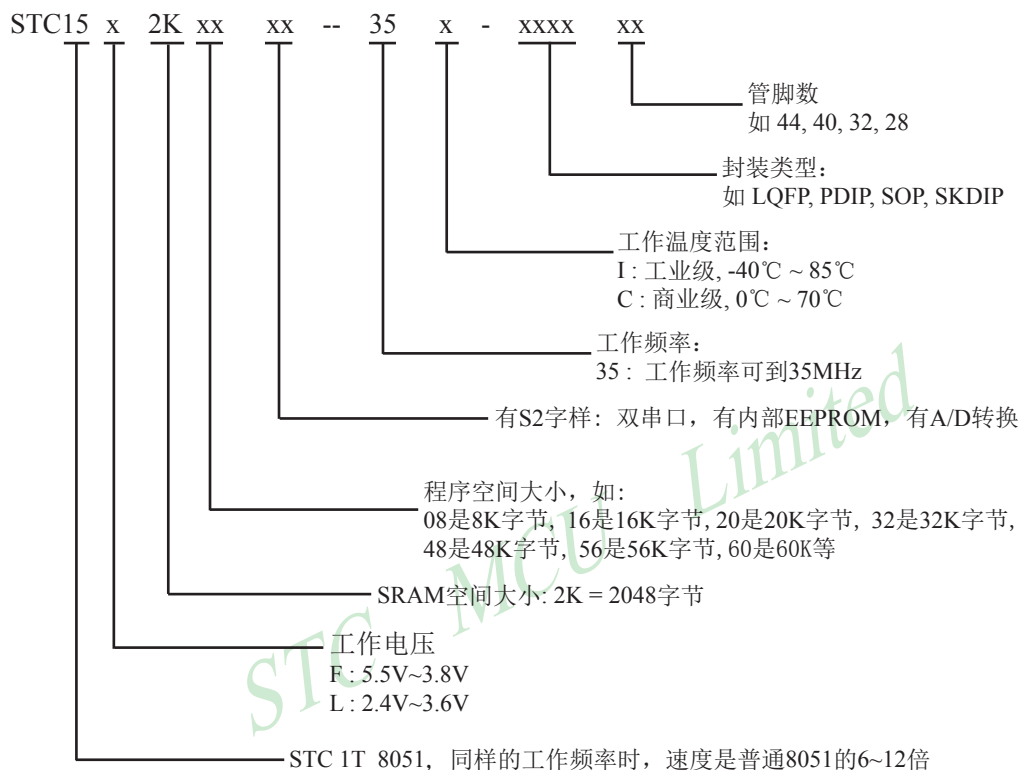 STC15 x 2K xx xx -- 35 x - xxxx xx
管脚数
如 44, 40, 32, 28
封装类型：
如 LQFP, PDIP, SOP, SKDIP
工作温度范围：
I : 工业级, -40℃ ~ 85℃
C : 商业级, 0℃ ~ 70℃
工作频率：
35 : 工作频率可到35MHz
有S2字样：双串口，有内部EEPROM，有A/D转换
程序空间大小，如:
08是8K字节, 16是16K字节, 20是20K字节, 32是32K字节,
48是48K字节, 56是56K字节, 60是60K等
SRAM空间大小: 2K = 2048字节
工作电压
F : 5.5V~3.8V
L : 2.4V~3.6V
STC 1T 8051, 同样的工作频率时，速度是普通8051的6~12倍
STC MCU Limited